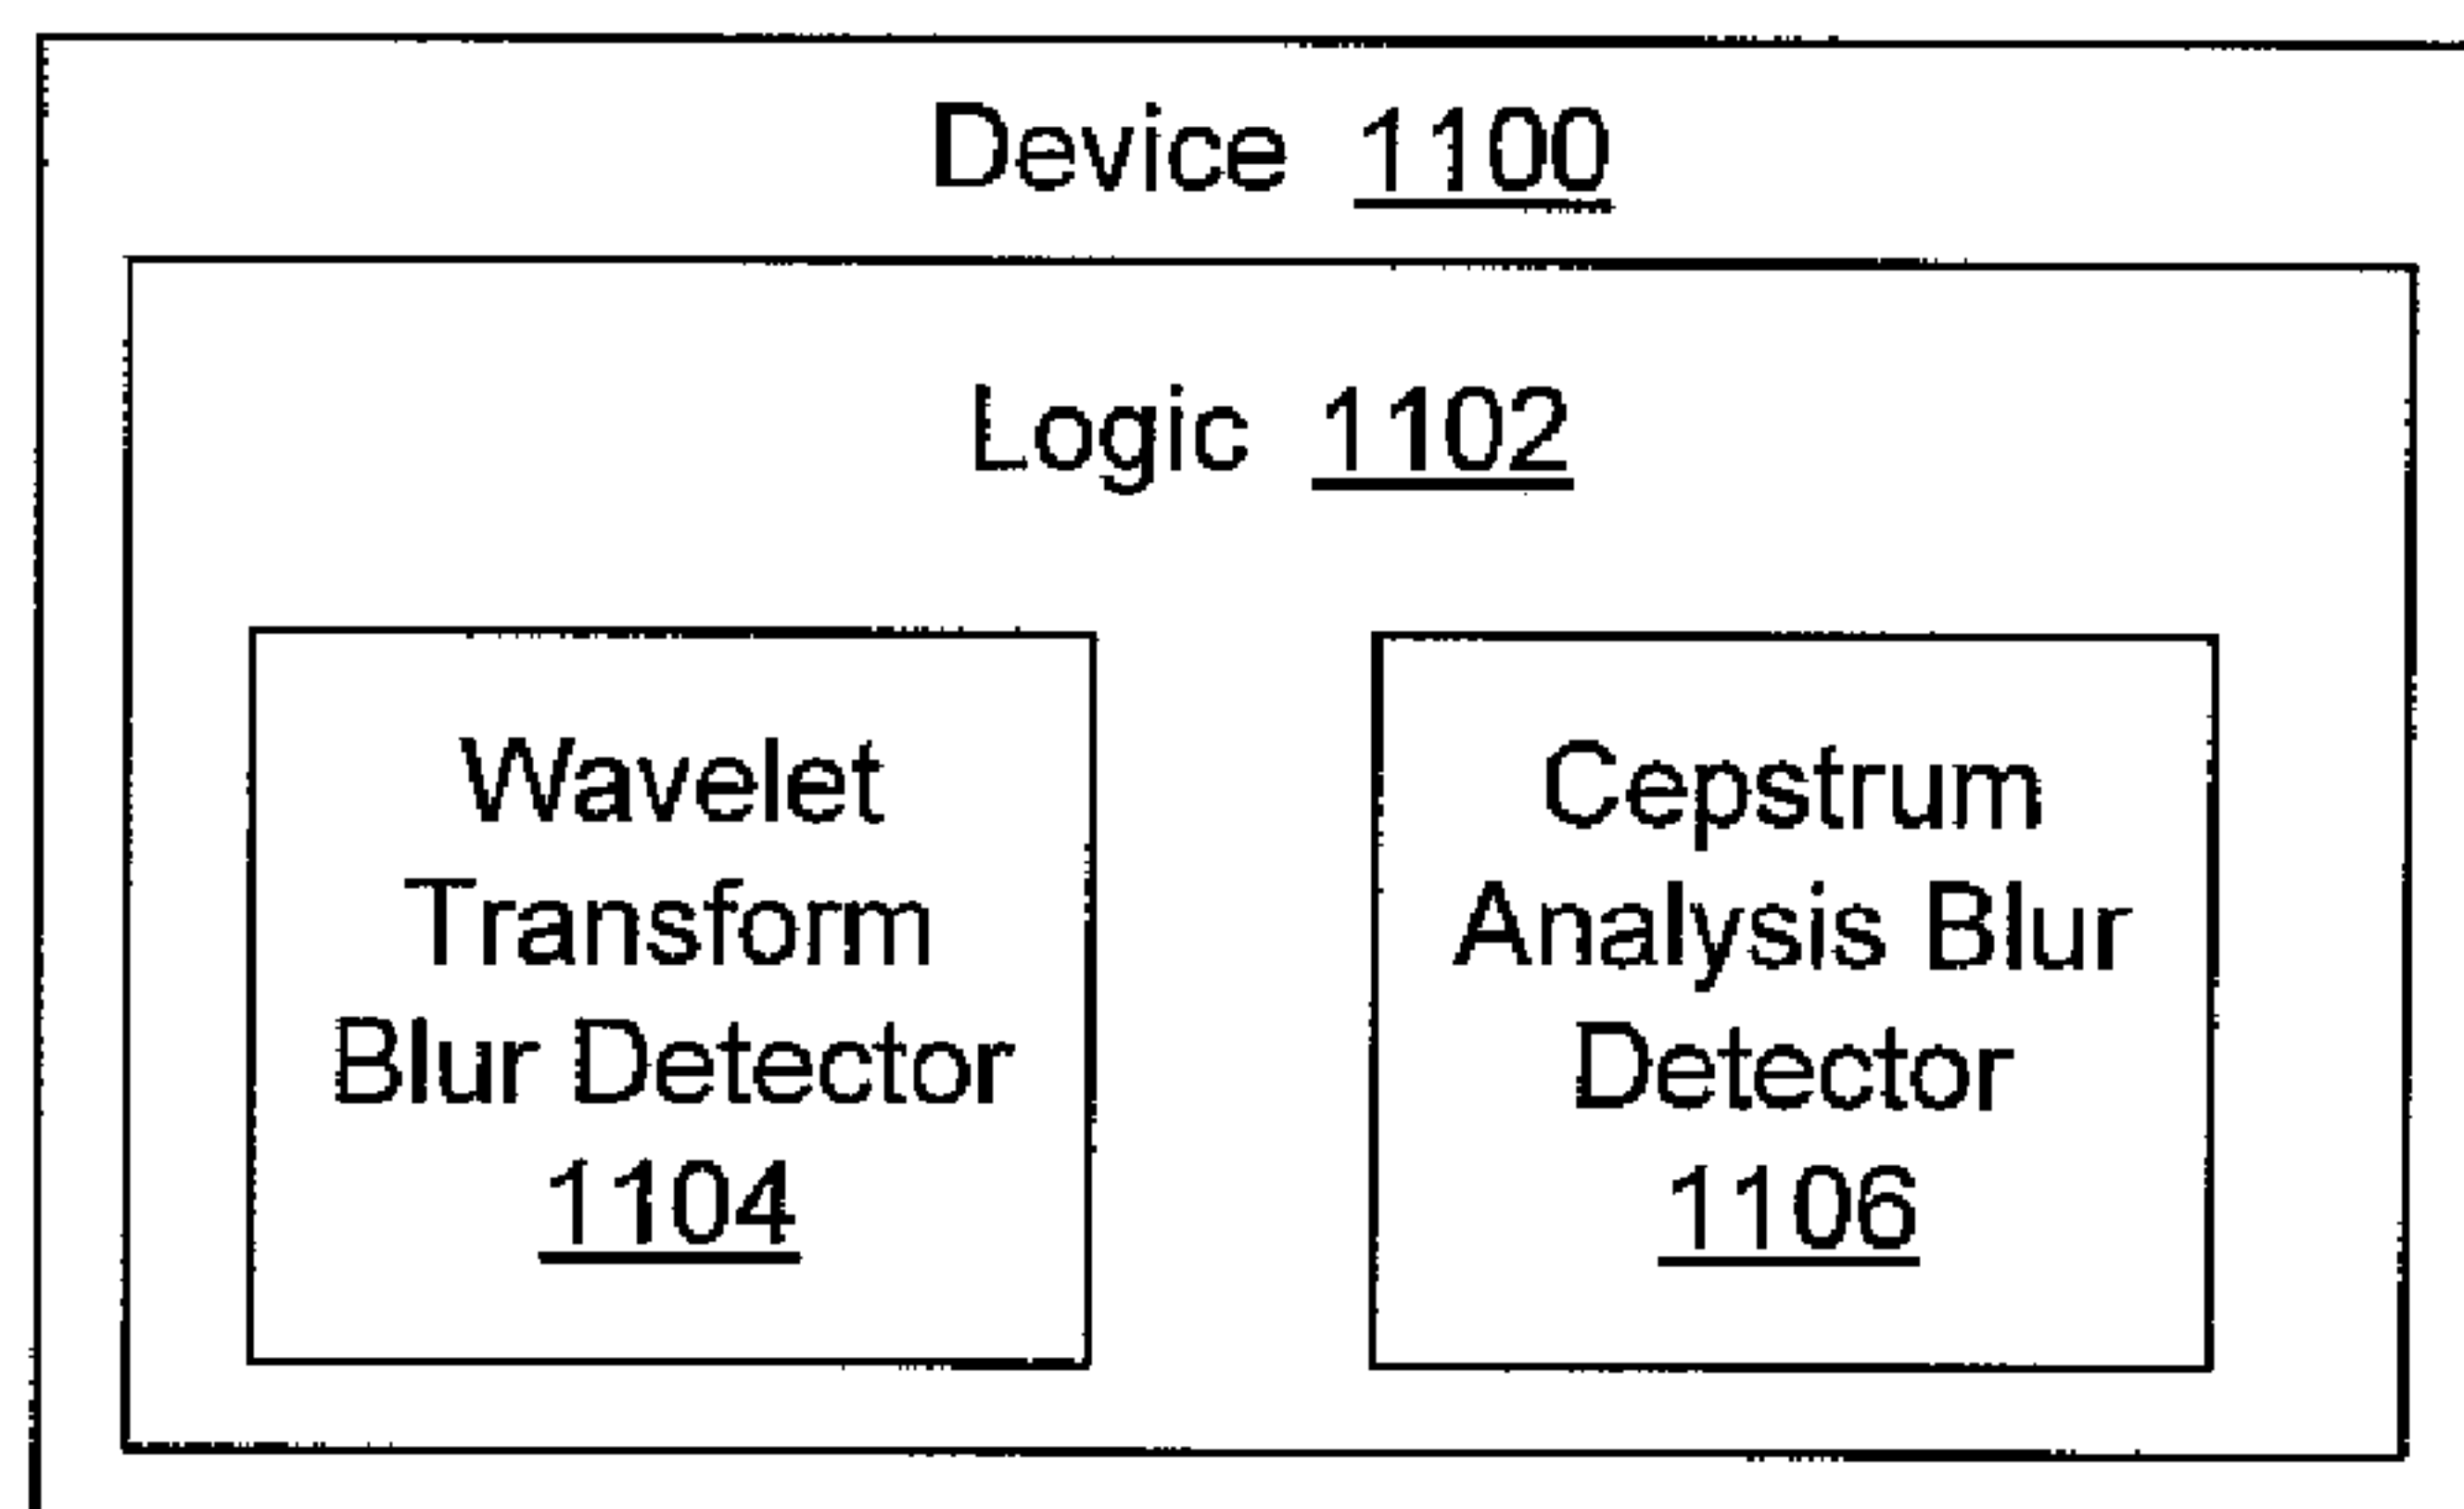 Device 1100
Logic 1102
Wavelet
Transform
Blur Detector
1104
Cepstrum
Analysis Blur
Detector
1106